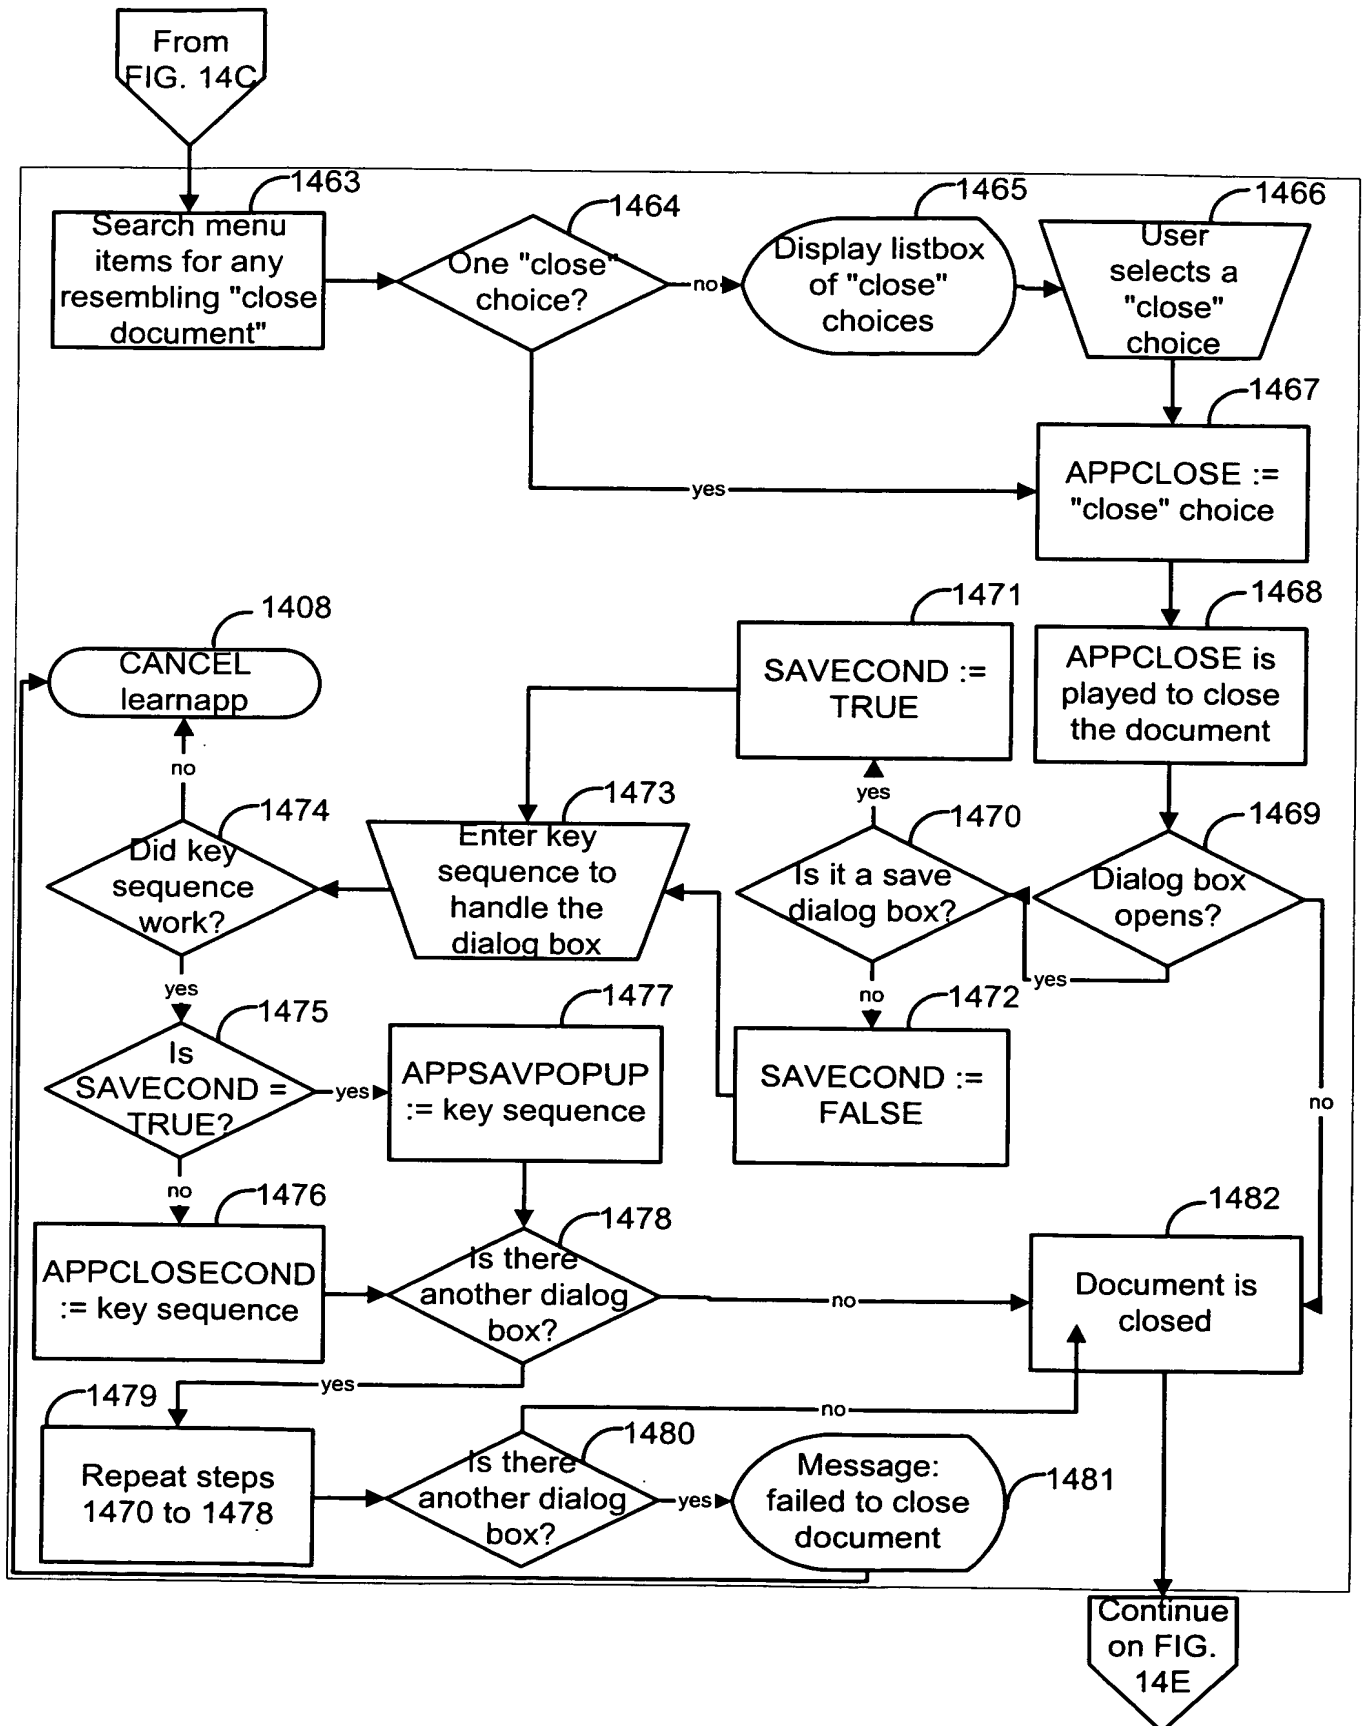 From
FIG. 14C
1463
Search menu
items for any
resembling "close
document"
1464
One "close"
choice?
no
1465
Display listbox
of "close"
choices
1466
User
selects a
"close"
choice
1467
APPCLOSE :=
"close" choice
yes
1468
APPCLOSE is
played to close
the document
1471
SAVECOND :=
TRUE
1408
CANCEL
learnapp
no
yes
1474
Did key
sequence
work?
1473
Enter key
sequence to
handle the
dialog box
1470
Is it a save
dialog box?
1469
Dialog box
opens?
yes
yes
no
1475
Is
SAVECOND =
TRUE?
yes
1477
APPSAVPOPUP
:= key sequence
1472
SAVECOND :=
FALSE
no
no
1476
APPCLOSECOND
:= key sequence
1478
Is there
another dialog
box?
no
1482
Document is
closed
yes
1479
Repeat steps
1470 to 1478
no
1480
Is there
another dialog
box?
yes
Message:
failed to close
document
1481
Continue
on FIG.
14E